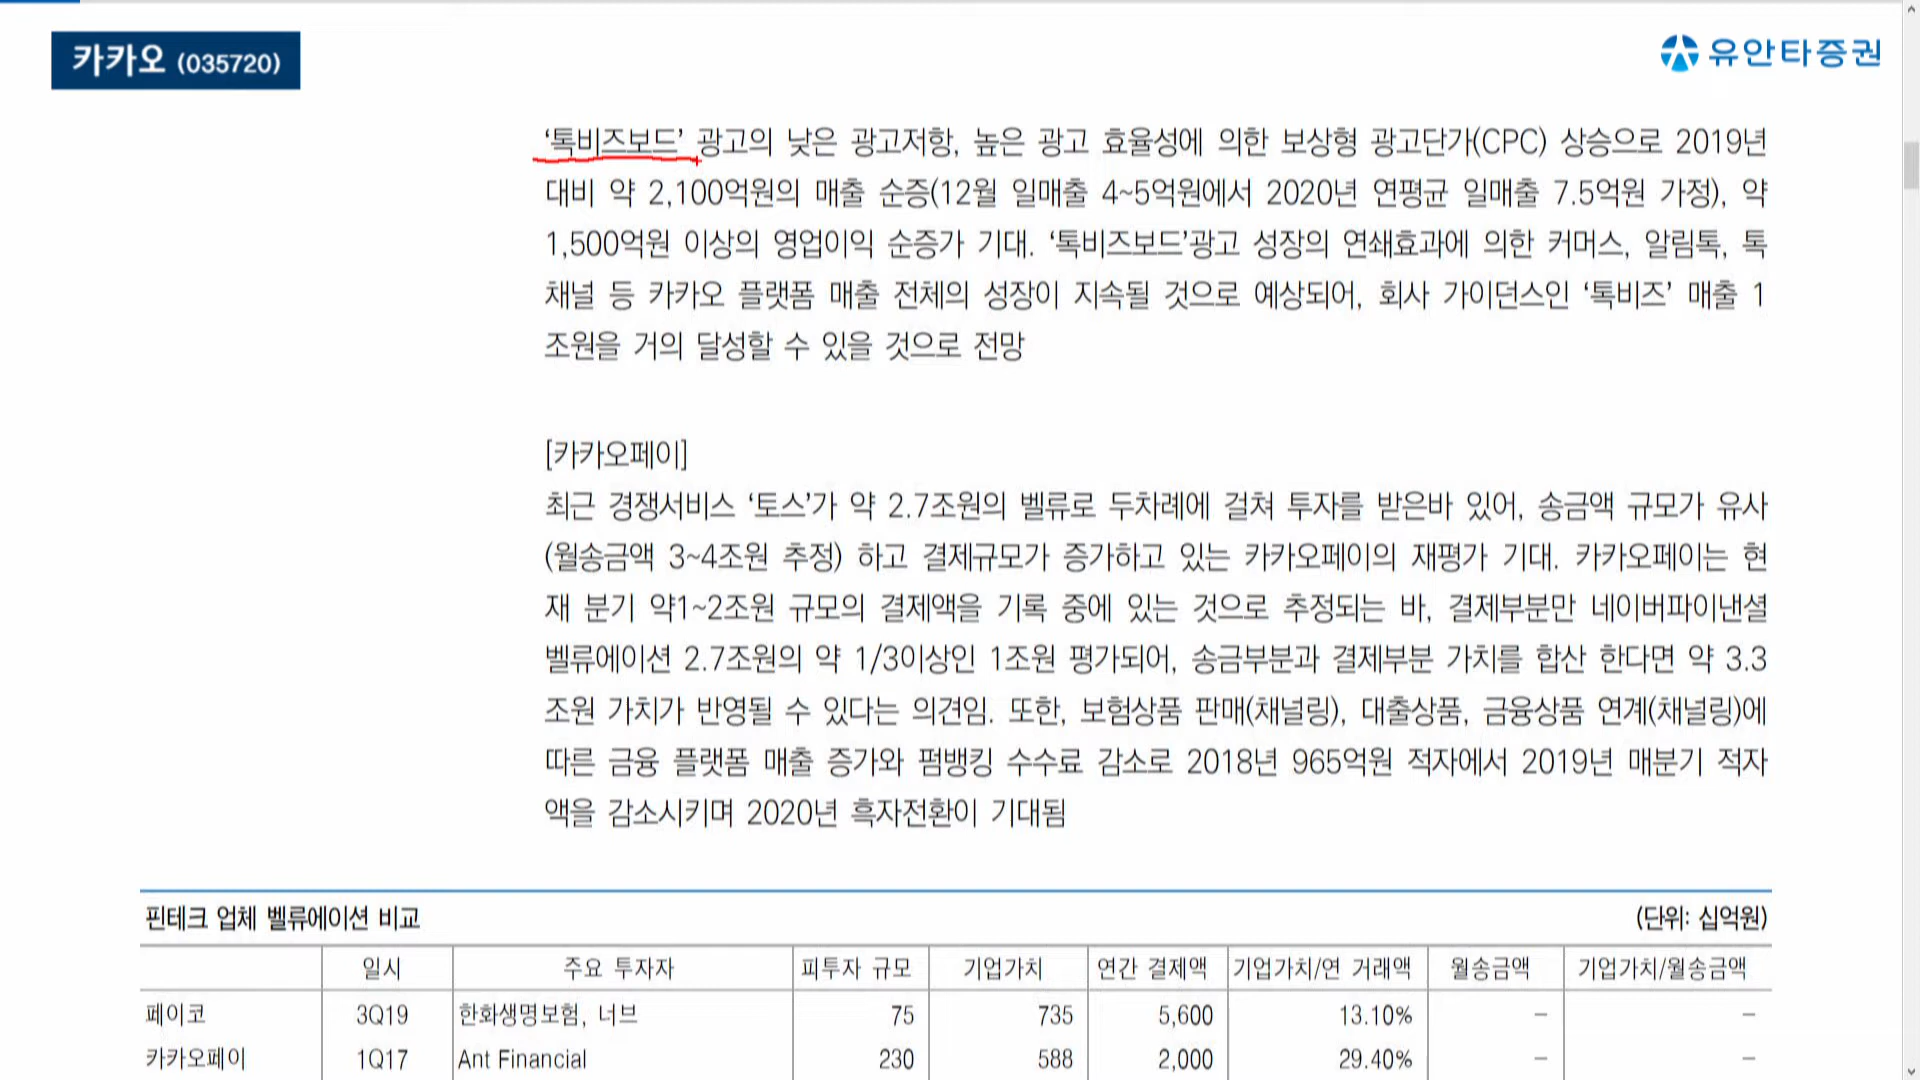 카카오 (035720)
유안타증권
‘톡비즈보드’ 광고의 낮은 광고저항, 높은 광고 효율성에 의한 보상형 광고단가(CPC) 상승으로 2019년
대비 약 2,100억원의 매출 순증(12월 일매출 4~5억원에서 2020년 연평균 일매출 7.5억원 가정), 약
1,500억원 이상의 영업이익 순증가 기대. ‘톡비즈보드’광고 성장의 연쇄효과에 의한 커머스, 알림톡, 톡
채널 등 카카오 플랫폼 매출 전체의 성장이 지속될 것으로 예상되어, 회사 가이던스인 ‘톡비즈’ 매출 1
조원을 거의 달성할 수 있을 것으로 전망
[카카오페이]
최근 경쟁서비스 ‘토스’가 약 2.7조원의 벨류로 두차례에 걸쳐 투자를 받은바 있어, 송금액 규모가 유사
(월송금액 3~4조원 추정) 하고 결제규모가 증가하고 있는 카카오페이의 재평가 기대. 카카오페이는 현
재 분기 약1~2조원 규모의 결제액을 기록 중에 있는 것으로 추정되는 바, 결제부분만 네이버파이낸셜
벨류에이션 2.7조원의 약 1/3이상인 1조원 평가되어, 송금부분과 결제부분 가치를 합산 한다면 약 3.3
조원 가치가 반영될 수 있다는 의견임. 또한, 보험상품 판매(채널링), 대출상품, 금융상품 연계(채널링)에
따른 금융 플랫폼 매출 증가와 펌뱅킹 수수료 감소로 2018년 965억원 적자에서 2019년 매분기 적자
액을 감소시키며 2020년 흑자전환이 기대됨
핀테크 업체 벨류에이션 비교 (단위: 십억원)
일시 주요 투자자 피투자 규모 기업가치 연간 결제액 기업가치/연 거래액 월송금액 기업가치/월송금액
페이코 3Q19 한화생명보험, 너브 75 735 5,600 13.10% – –
카카오페이 1Q17 Ant Financial 230 588 2,000 29.40% – –